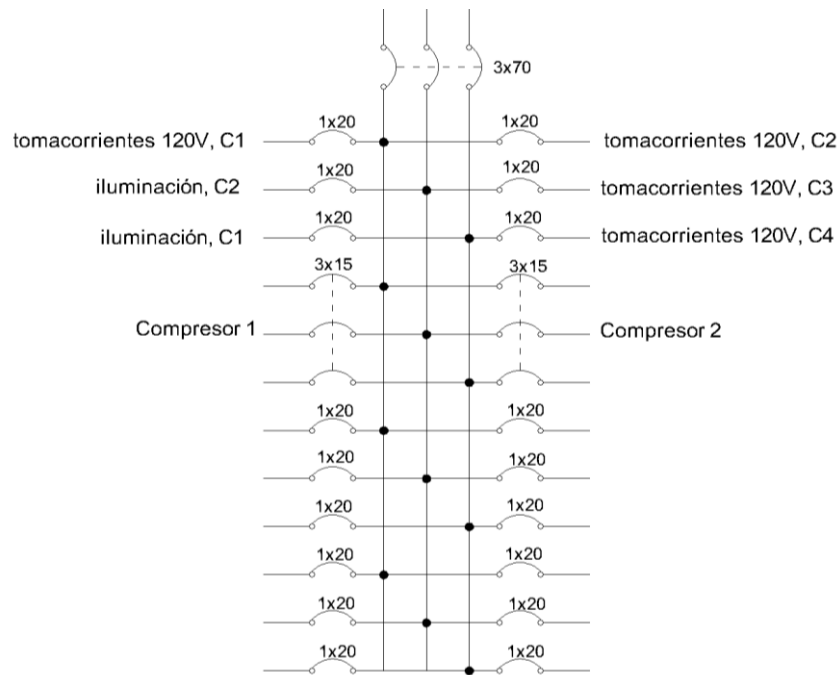 3x70
1x20 1x20
tomacorrientes 120V, C1 tomacorrientes 120V, C2
1x20 1x20
iluminación, C2 tomacorrientes 120V, C3
1x20 1x20
iluminación, C1 tomacorrientes 120V, C4
3x15 3x15
Compresor 1 Compresor 2
1x20 1x20
1x20 1x20
1x20 1x20
1x20 1x20
1x20 1x20
1x20 1x20